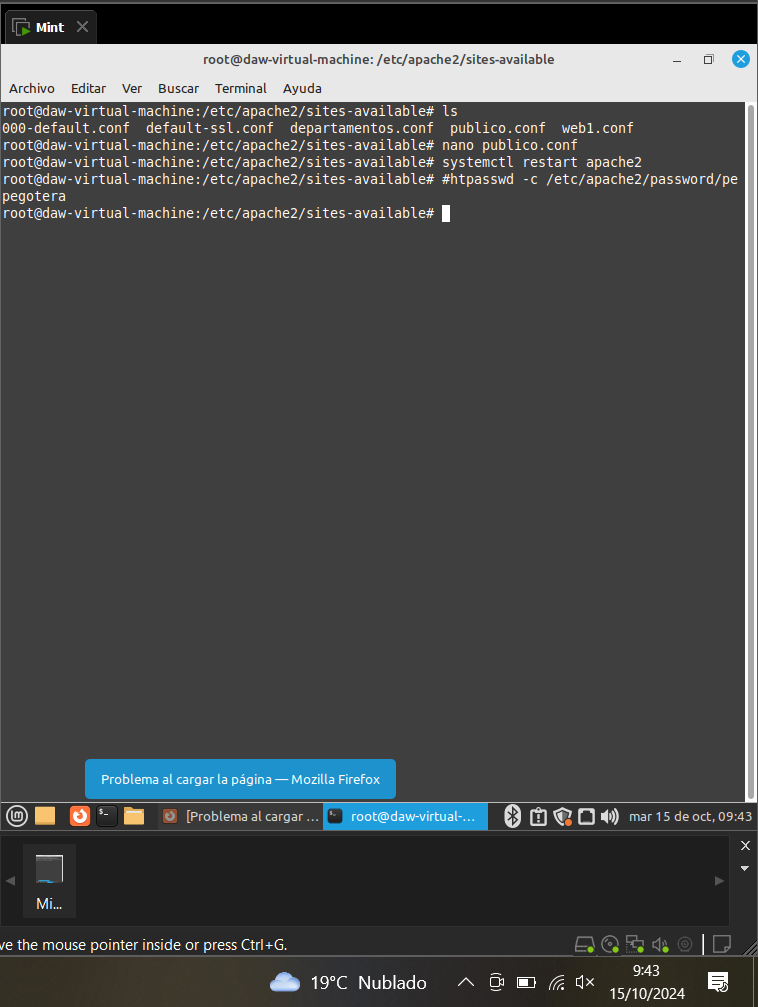 Mint
root@daw-virtual-machine: /etc/apache2/sites-available
Archivo Editar Ver Buscar Terminal Ayuda
root@daw-virtual-machine:/etc/apache2/sites-available# ls
000-default.conf default-ssl.conf departamentos.conf publico.conf web1.conf
root@daw-virtual-machine:/etc/apache2/sites-available# nano publico.conf
root@daw-virtual-machine:/etc/apache2/sites-available# systemctl restart apache2
root@daw-virtual-machine:/etc/apache2/sites-available# #htpasswd -c /etc/apache2/password/pe
pegotera
root@daw-virtual-machine:/etc/apache2/sites-available#
Problema al cargar la página — Mozilla Firefox
[Problema al cargar ... root@daw-virtual-... mar 15 de oct, 09:43
Mi...
ve the mouse pointer inside or press Ctrl+G.
19°C Nublado
9:43
15/10/2024